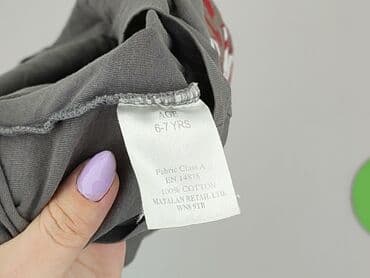 AGE
6-7 YRS
Fabric Class A
EN 14878
100% COTTON
MATALAN RETAIL LTD.
WN8 9TB